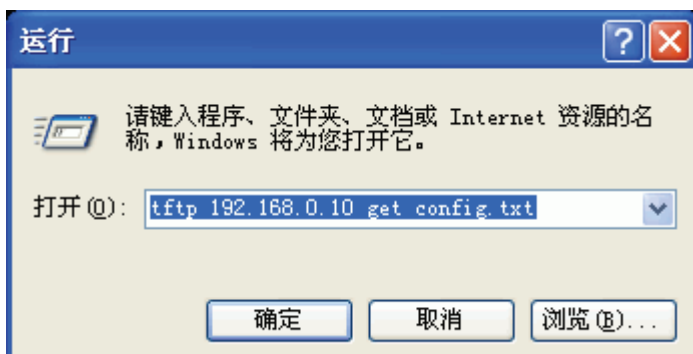 运行
请键入程序、文件夹、文档或 Internet 资源的名
称，Windows 将为您打开它。
打开(O): tftp 192.168.0.10 get config.txt
确定 取消 浏览(B)...